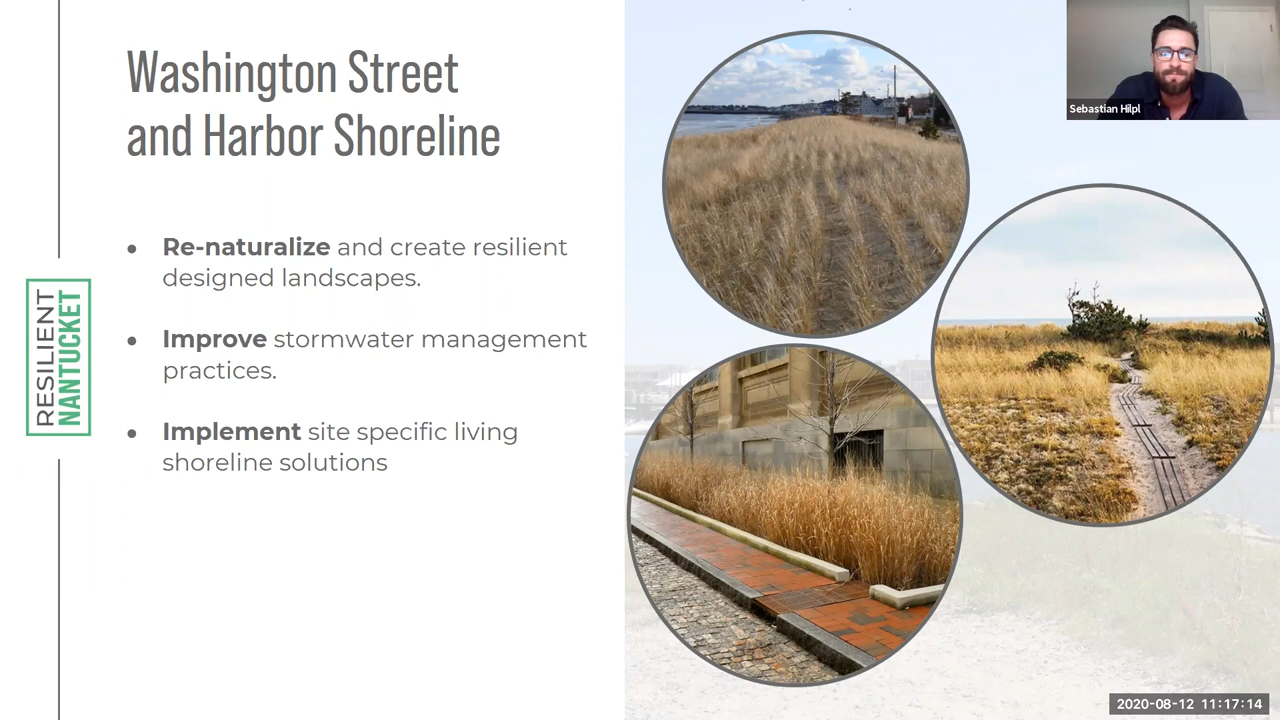 Washington Street
and Harbor Shoreline
Sebastian Hilpl
• Re-naturalize and create resilient
designed landscapes.
• Improve stormwater management
practices.
• Implement site specific living
shoreline solutions
RESILIENT
NANTUCKET
2020-08-12 11:17:14